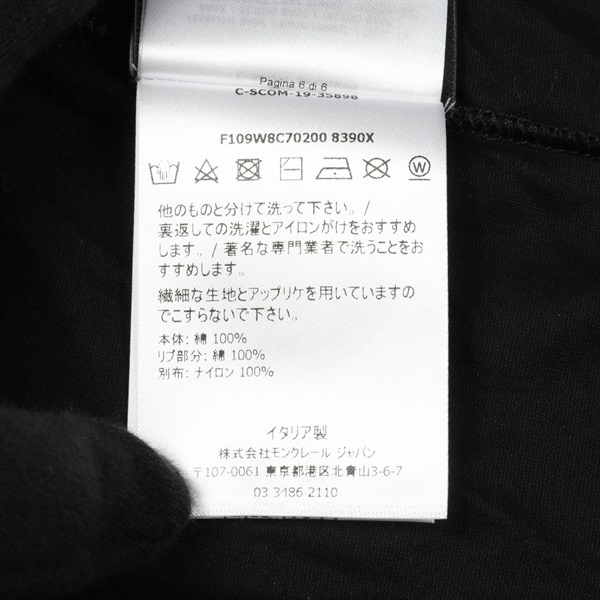 Pagina 6 di 6
C-SCOM-19-35898
F109W8C70200 8390X
W
他のものと分けて洗って下さい。/
裏返しての洗濯とアイロンがけをおすすめ
します。/ 著名な専門業者で洗うことをお
すすめします。
繊細な生地とアップリケを用いていますの
でこすらないで下さい。
本体: 綿 100%
リブ部分: 綿 100%
別布: ナイロン 100%
イタリア製
株式会社モンクレール ジャパン
〒107-0061 東京都港区北青山3-6-7
03 3486 2110